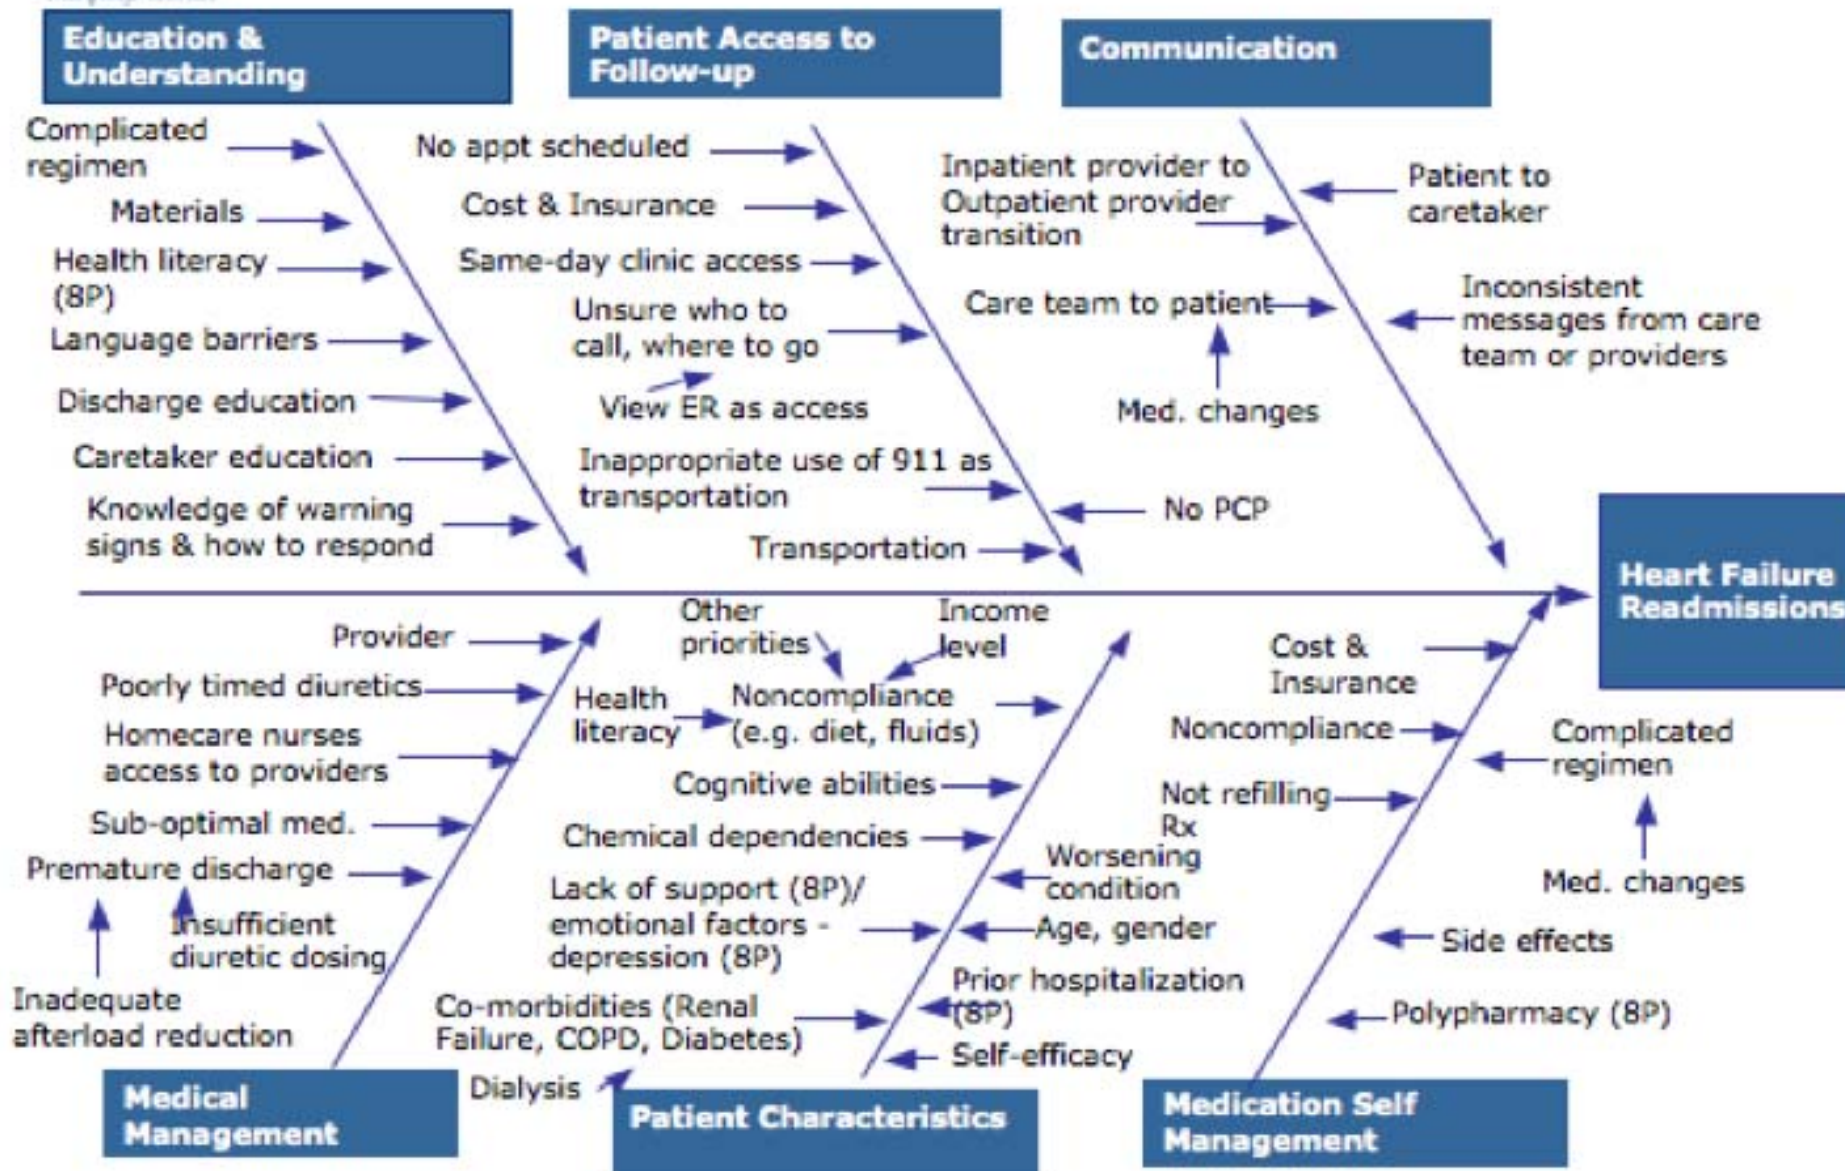 Education &
Understanding
Patient Access to
Follow-up
Communication
Complicated
regimen
Materials
Health literacy
(8P)
Language barriers
Discharge education
Caretaker education
Knowledge of warning
signs & how to respond
No appt scheduled
Cost & Insurance
Same-day clinic access
Unsure who to
call, where to go
View ER as access
Inappropriate use of 911 as
transportation
No PCP
Transportation
Inpatient provider to
Outpatient provider
transition
Patient to
caretaker
Care team to patient
Inconsistent
messages from care
team or providers
Med. changes
Heart Failure
Readmissions
Provider
Poorly timed diuretics
Homecare nurses
access to providers
Sub-optimal med.
Premature discharge
Insufficient
diuretic dosing
Inadequate
afterload reduction
Medical
Management
Other
priorities
Income
level
Health
literacy
Noncompliance
(e.g. diet, fluids)
Cognitive abilities
Chemical dependencies
Worsening
condition
Lack of support (8P)/
emotional factors -
depression (8P)
Age, gender
Prior hospitalization
(8P)
Co-morbidities (Renal
Failure, COPD, Diabetes)
Self-efficacy
Dialysis
Patient Characteristics
Cost &
Insurance
Noncompliance
Complicated
regimen
Not refilling
Rx
Med. changes
Side effects
Polypharmacy (8P)
Medication Self
Management